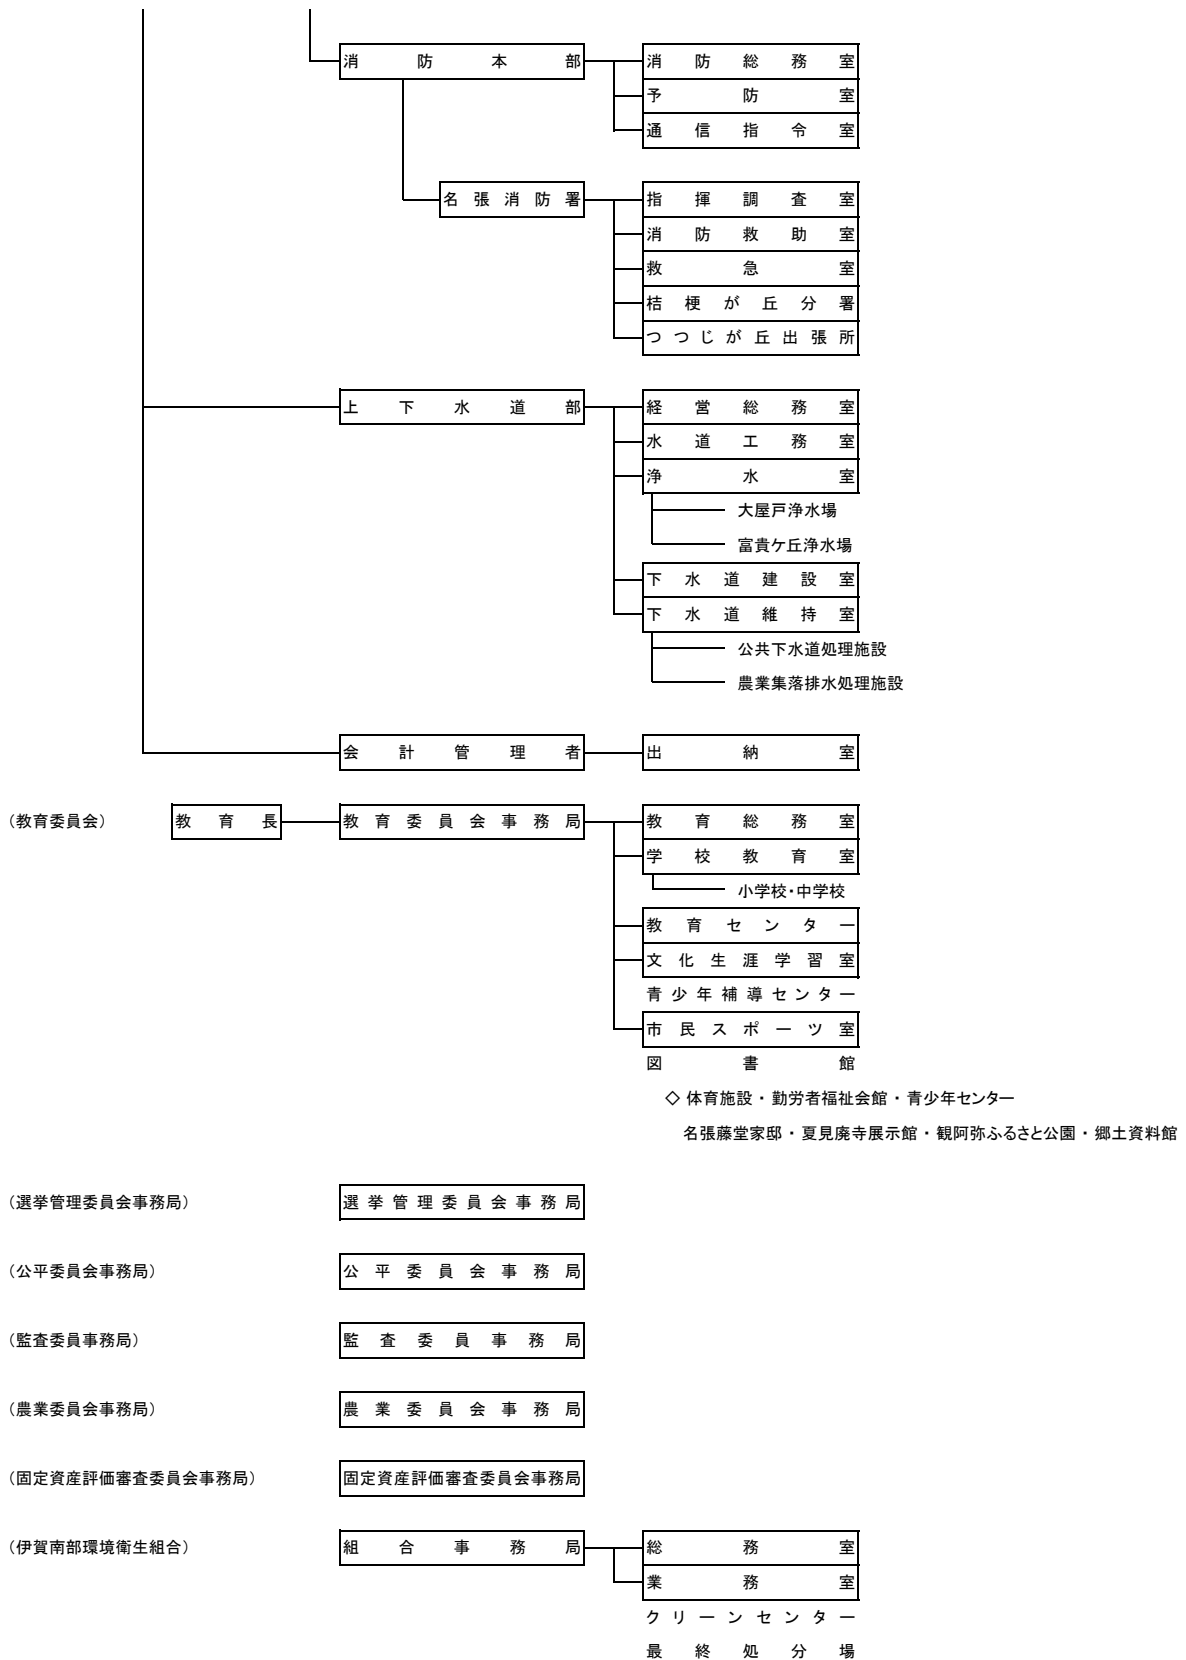 消防本部 消防総務室
予防室
通信指令室
名張消防署 指揮調査室
消防救助室
救急室
桔梗が丘分署
つつじが丘出張所
上下水道部 経営総務室
水道工務室
浄水室
大屋戸浄水場
富貴ケ丘浄水場
下水道建設室
下水道維持室
公共下水道処理施設
農業集落排水処理施設
会計管理者 出納室
（教育委員会） 教育長 教育委員会事務局 教育総務室
学校教育室
小学校・中学校
教育センター
文化生涯学習室
青少年補導センター
市民スポーツ室
図書館
◇ 体育施設・勤労者福祉会館・青少年センター
名張藤堂家邸・夏見廃寺展示館・観阿弥ふるさと公園・郷土資料館
（選挙管理委員会事務局） 選挙管理委員会事務局
（公平委員会事務局） 公平委員会事務局
（監査委員事務局） 監査委員事務局
（農業委員会事務局） 農業委員会事務局
（固定資産評価審査委員会事務局） 固定資産評価審査委員会事務局
（伊賀南部環境衛生組合） 組合事務局 総務室
業務室
クリーンセンター
最終処分場